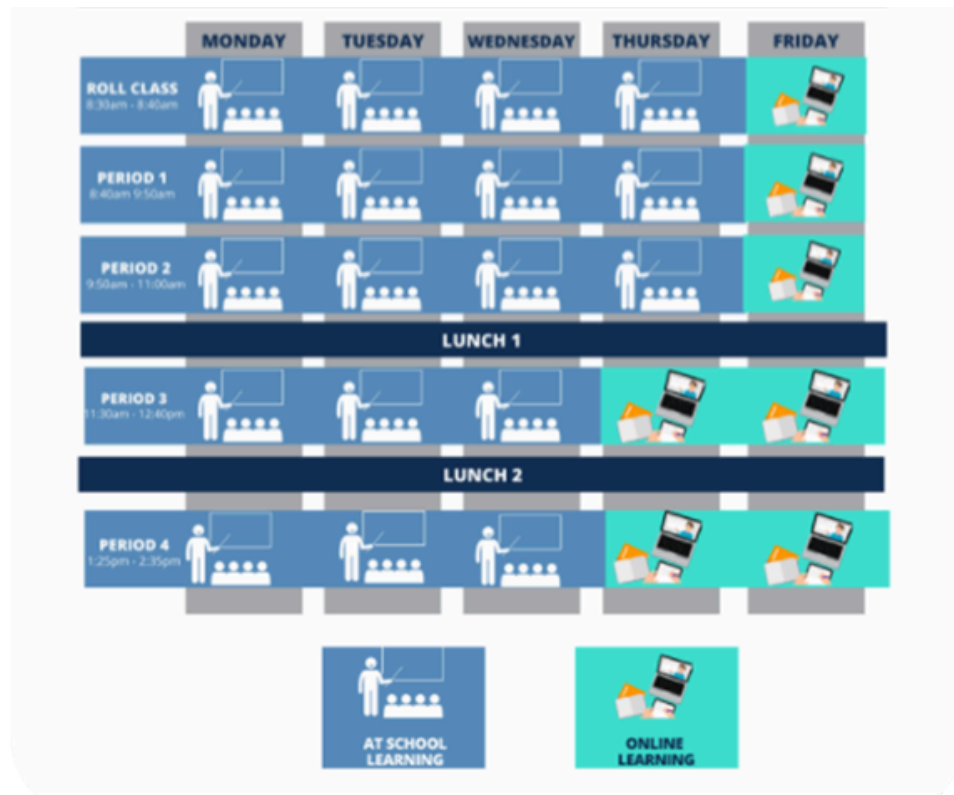 MONDAY TUESDAY WEDNESDAY THURSDAY FRIDAY
ROLL CLASS
8:30am - 8:40am
PERIOD 1
8:40am 9:50am
PERIOD 2
9:50am - 11:00am
LUNCH 1
PERIOD 3
11:30am - 12:40pm
LUNCH 2
PERIOD 4
1:25pm - 2:35pm
AT SCHOOL
LEARNING
ONLINE
LEARNING